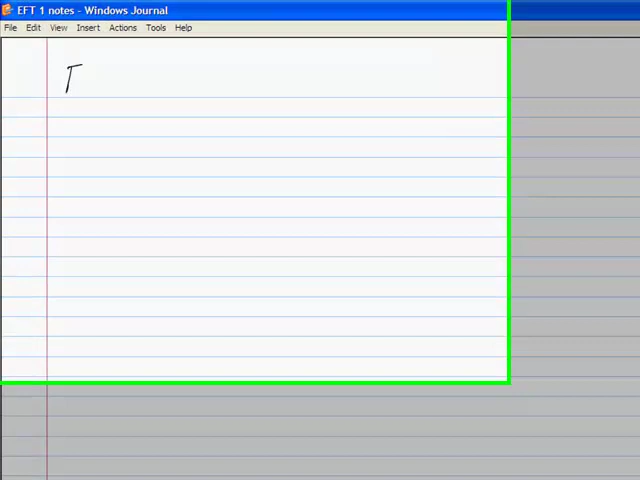 EFT 1 notes - Windows Journal
File Edit View Insert Actions Tools Help
T